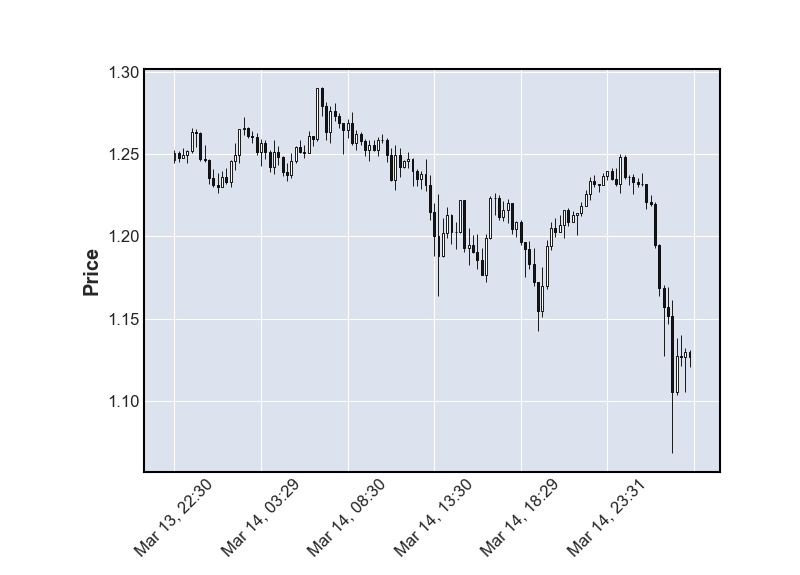 1.30
1.25
1.20
1.15
1.10
Price
Mar 13, 22:30
Mar 14, 03:29
Mar 14, 08:30
Mar 14, 13:30
Mar 14, 18:29
Mar 14, 23:31